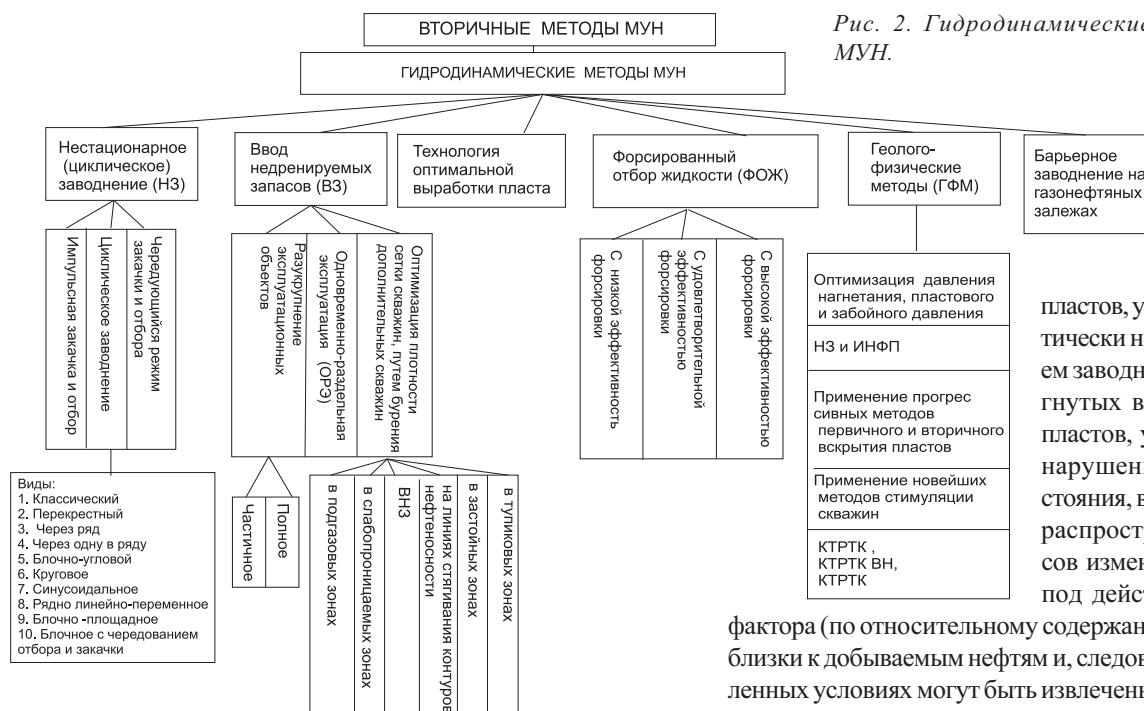 Рис. 2. Гидродинамические
МУН.
ВТОРИЧНЫЕ МЕТОДЫ МУН
ГИДРОДИНАМИЧЕСКИЕ МЕТОДЫ МУН
Нестационарное
(циклическое)
заводнение (НЗ)
Ввод
недренируемых
запасов (ВЗ)
Технология
оптимальной
выработки пласта
Форсированный
отбор жидкости (ФОЖ)
Геолого-
физические
методы (ГФМ)
Барьерное
заводнение на
газонефтяных
залежах
Импульсная закачка и отбор
Циклическое заводнение
Чередующийся режим
закачки и отбора
Разукрупнение
эксплуатационных
объектов
Одновременно-раздельная
эксплуатация (ОРЭ)
Оптимизация плотности
сетки скважин, путем бурения
дополнительных скважин
С низкой эффективность
форсировки
С удовлетворительной
эффективностью
форсировки
С высокой эффективностью
форсировки
Оптимизация давления
нагнетания, пластового
и забойного давления
НЗ и ИНФП
Применение прогрес
сивных методов
первичного и вторичного
вскрытия пластов
Применение новейших
методов стимуляции
скважин
КТРТК ,
КТРТК ВН,
КТРТК
Виды:
1. Классический
2. Перекрестный
3. Через ряд
4. Через одну в ряду
5. Блочно-угловой
6. Круговое
7. Синусоидальное
8. Рядно линейно-переменное
9. Блочно -площадное
10. Блочное с чередованием
отбора и закачки
Частичное
Полное
в подгазовых зонах
в слабопроницаемых зонах
ВНЗ
на линиях стягивания контуров
нефтеносности
в застойных зонах
в тупиковых зонах
пластов, у
тически н
ем заводн
гнутых в
пластов, у
нарушени
стояния, в
распростр
сов измен
под дейст
фактора (по относительному содержан
близки к добываемым нефтям и, следов
ленных условиях могут быть извлечены